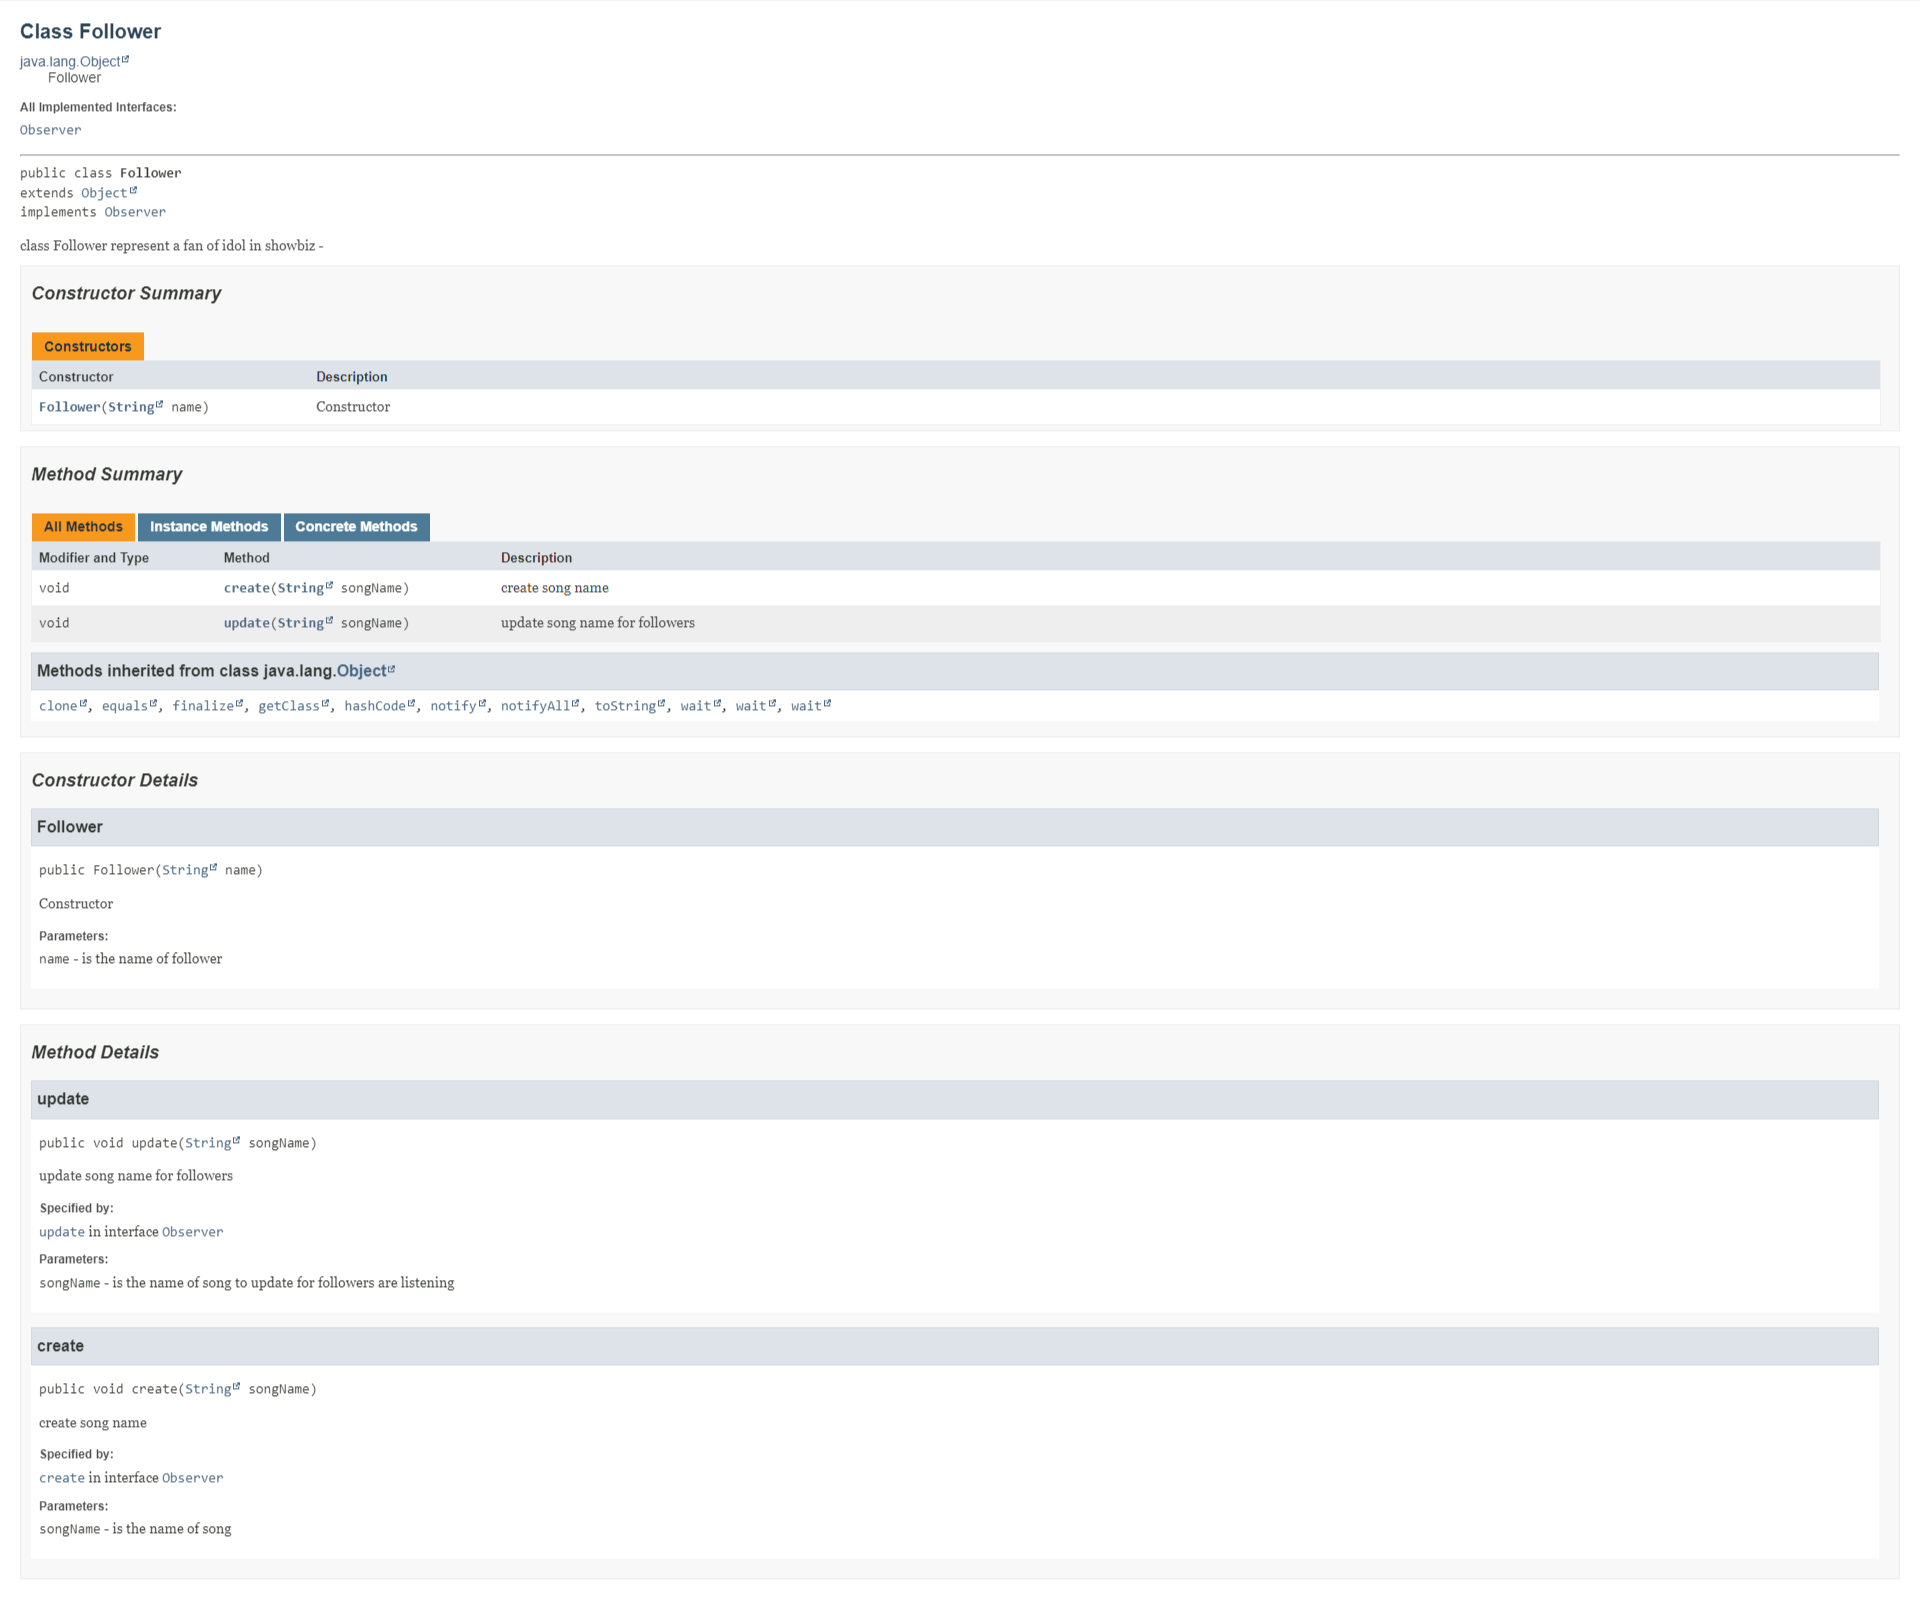 Class Follower
java.lang.Object
Follower
All Implemented Interfaces:
Observer
public class Follower
extends Object
implements Observer
class Follower represent a fan of idol in showbiz -
Constructor Summary
Constructors
Constructor Description
Follower(String name) Constructor
Method Summary
All Methods Instance Methods Concrete Methods
Modifier and Type Method Description
void create(String songName) create song name
void update(String songName) update song name for followers
Methods inherited from class java.lang.Object
clone, equals, finalize, getClass, hashCode, notify, notifyAll, toString, wait, wait, wait
Constructor Details
Follower
public Follower(String name)
Constructor
Parameters:
name - is the name of follower
Method Details
update
public void update(String songName)
update song name for followers
Specified by:
update in interface Observer
Parameters:
songName - is the name of song to update for followers are listening
create
public void create(String songName)
create song name
Specified by:
create in interface Observer
Parameters:
songName - is the name of song